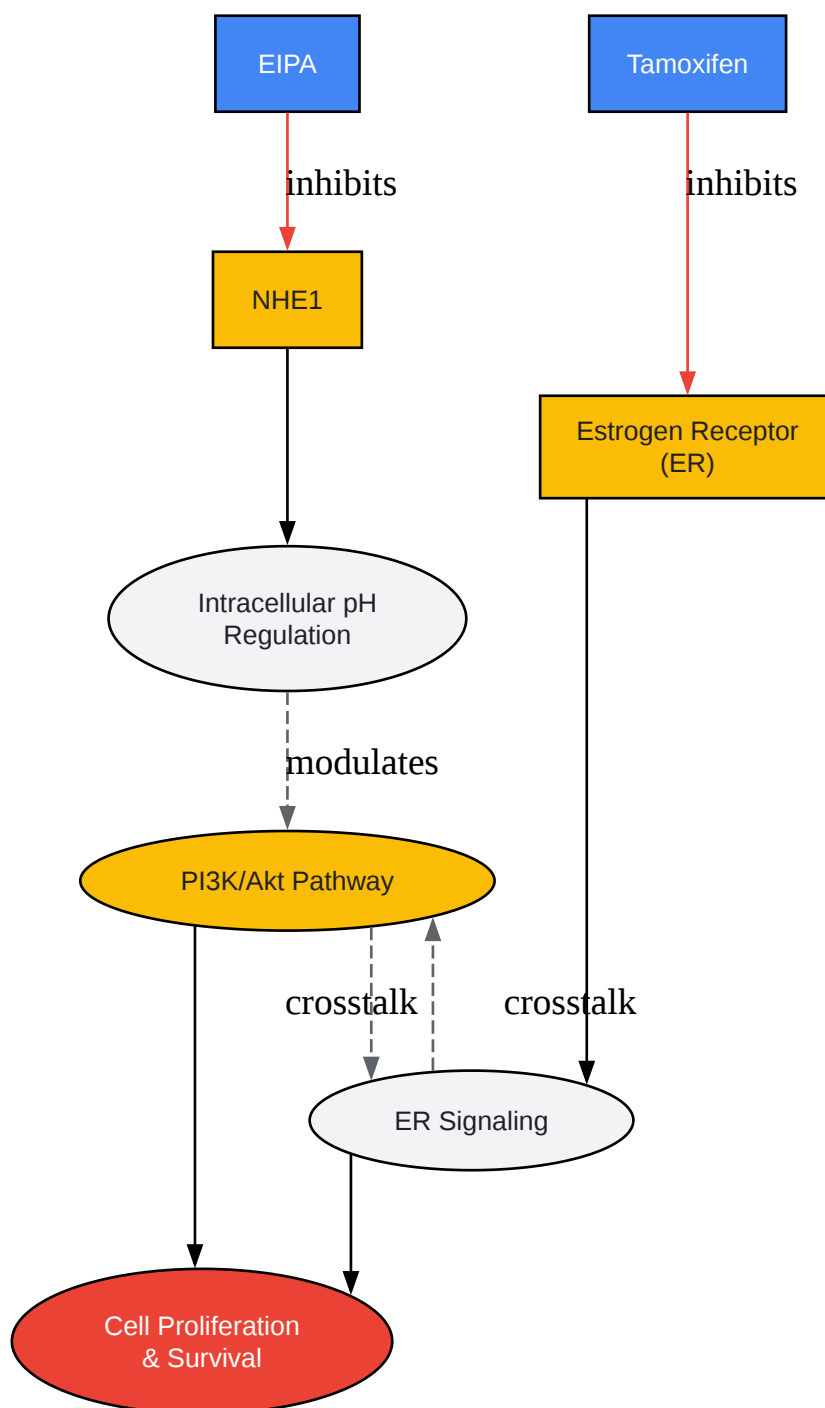 EIPA
Tamoxifen
inhibits
inhibits
NHE1
Estrogen Receptor
(ER)
Intracellular pH
Regulation
modulates
PI3K/Akt Pathway
crosstalk
crosstalk
ER Signaling
Cell Proliferation
& Survival